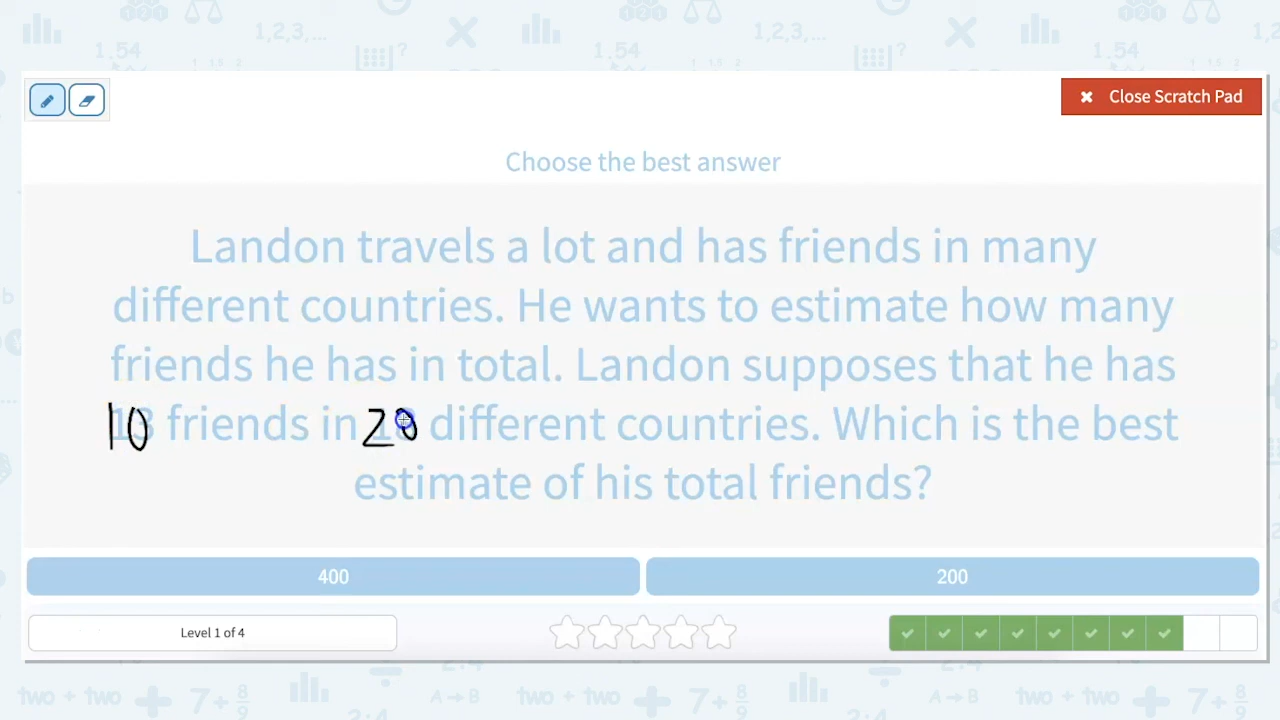 Close Scratch Pad
Choose the best answer
Landon travels a lot and has friends in many
different countries. He wants to estimate how many
friends he has in total. Landon supposes that he has
10 friends in 20 different countries. Which is the best
estimate of his total friends?
400
200
Level 1 of 4